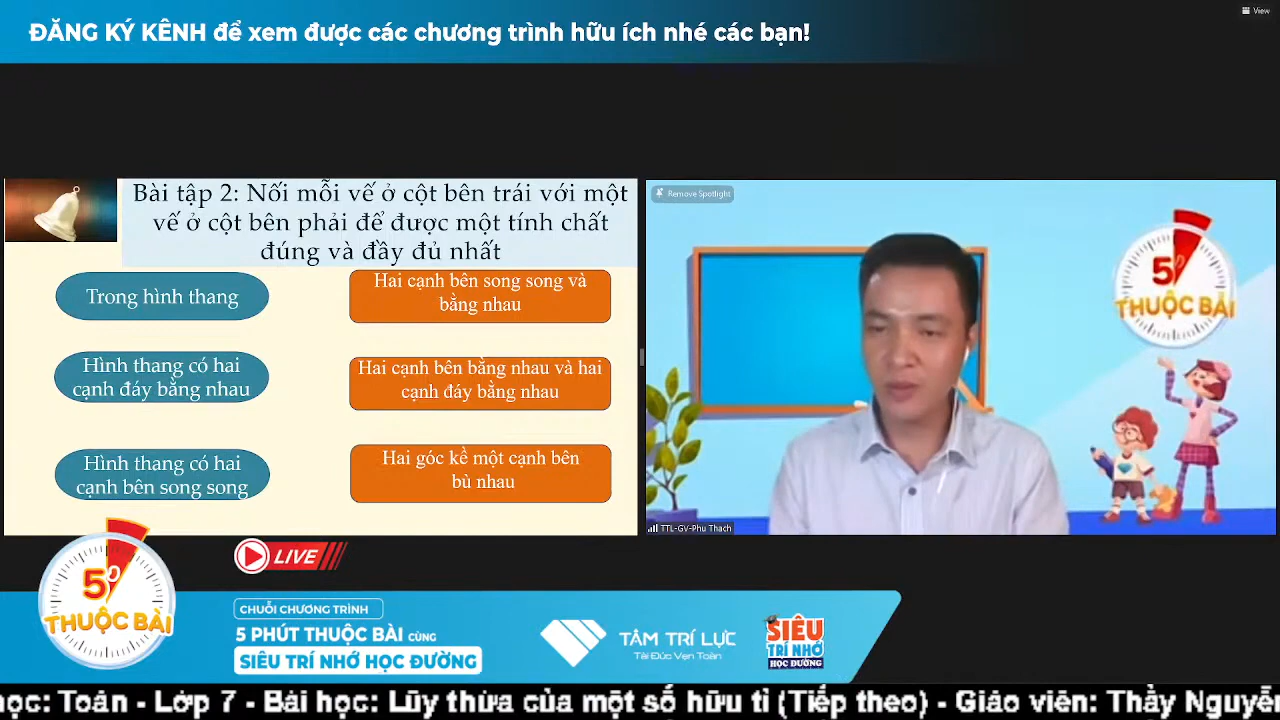 ĐĂNG KÝ KÊNH để xem được các chương trình hữu ích nhé các bạn!
View
Bài tập 2: Nối mỗi vế ở cột bên trái với một
vế ở cột bên phải để được một tính chất
đúng và đầy đủ nhất
Trong hình thang
Hai cạnh bên song song và
bằng nhau
Hình thang có hai
cạnh đáy bằng nhau
Hai cạnh bên bằng nhau và hai
cạnh đáy bằng nhau
Hình thang có hai
cạnh bên song song
Hai góc kề một cạnh bên
bù nhau
Remove Spotlight
5
THUỘC BÀI
TTL-GV-Phu Thach
LIVE
5
THUỘC BÀI
CHUỖI CHƯƠNG TRÌNH
5 PHÚT THUỘC BÀI CÙNG
SIÊU TRÍ NHỚ HỌC ĐƯỜNG
TÂM TRÍ LỰC
Tài Đức Vẹn Toàn
SIÊU
TRÍ NHỚ
HỌC ĐƯỜNG
học: Toán - Lớp 7 - Bài học: Lũy thừa của một số hữu tỉ (Tiếp theo) - Giáo viên: Thầy Nguyễn